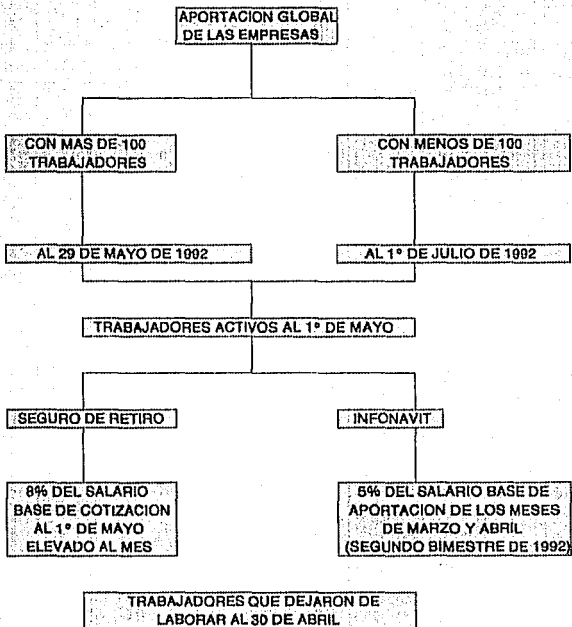 APORTACION GLOBAL
DE LAS EMPRESAS
CON MAS DE 100
TRABAJADORES
CON MENOS DE 100
TRABAJADORES
AL 29 DE MAYO DE 1992
AL 1º DE JULIO DE 1992
TRABAJADORES ACTIVOS AL 1º DE MAYO
SEGURO DE RETIRO
INFONAVIT
8% DEL SALARIO
BASE DE COTIZACION
AL 1º DE MAYO
ELEVADO AL MES
5% DEL SALARIO BASE DE
APORTACION DE LOS MESES
DE MARZO Y ABRIL
(SEGUNDO BIMESTRE DE 1992)
TRABAJADORES QUE DEJARON DE
LABORAR AL 30 DE ABRIL